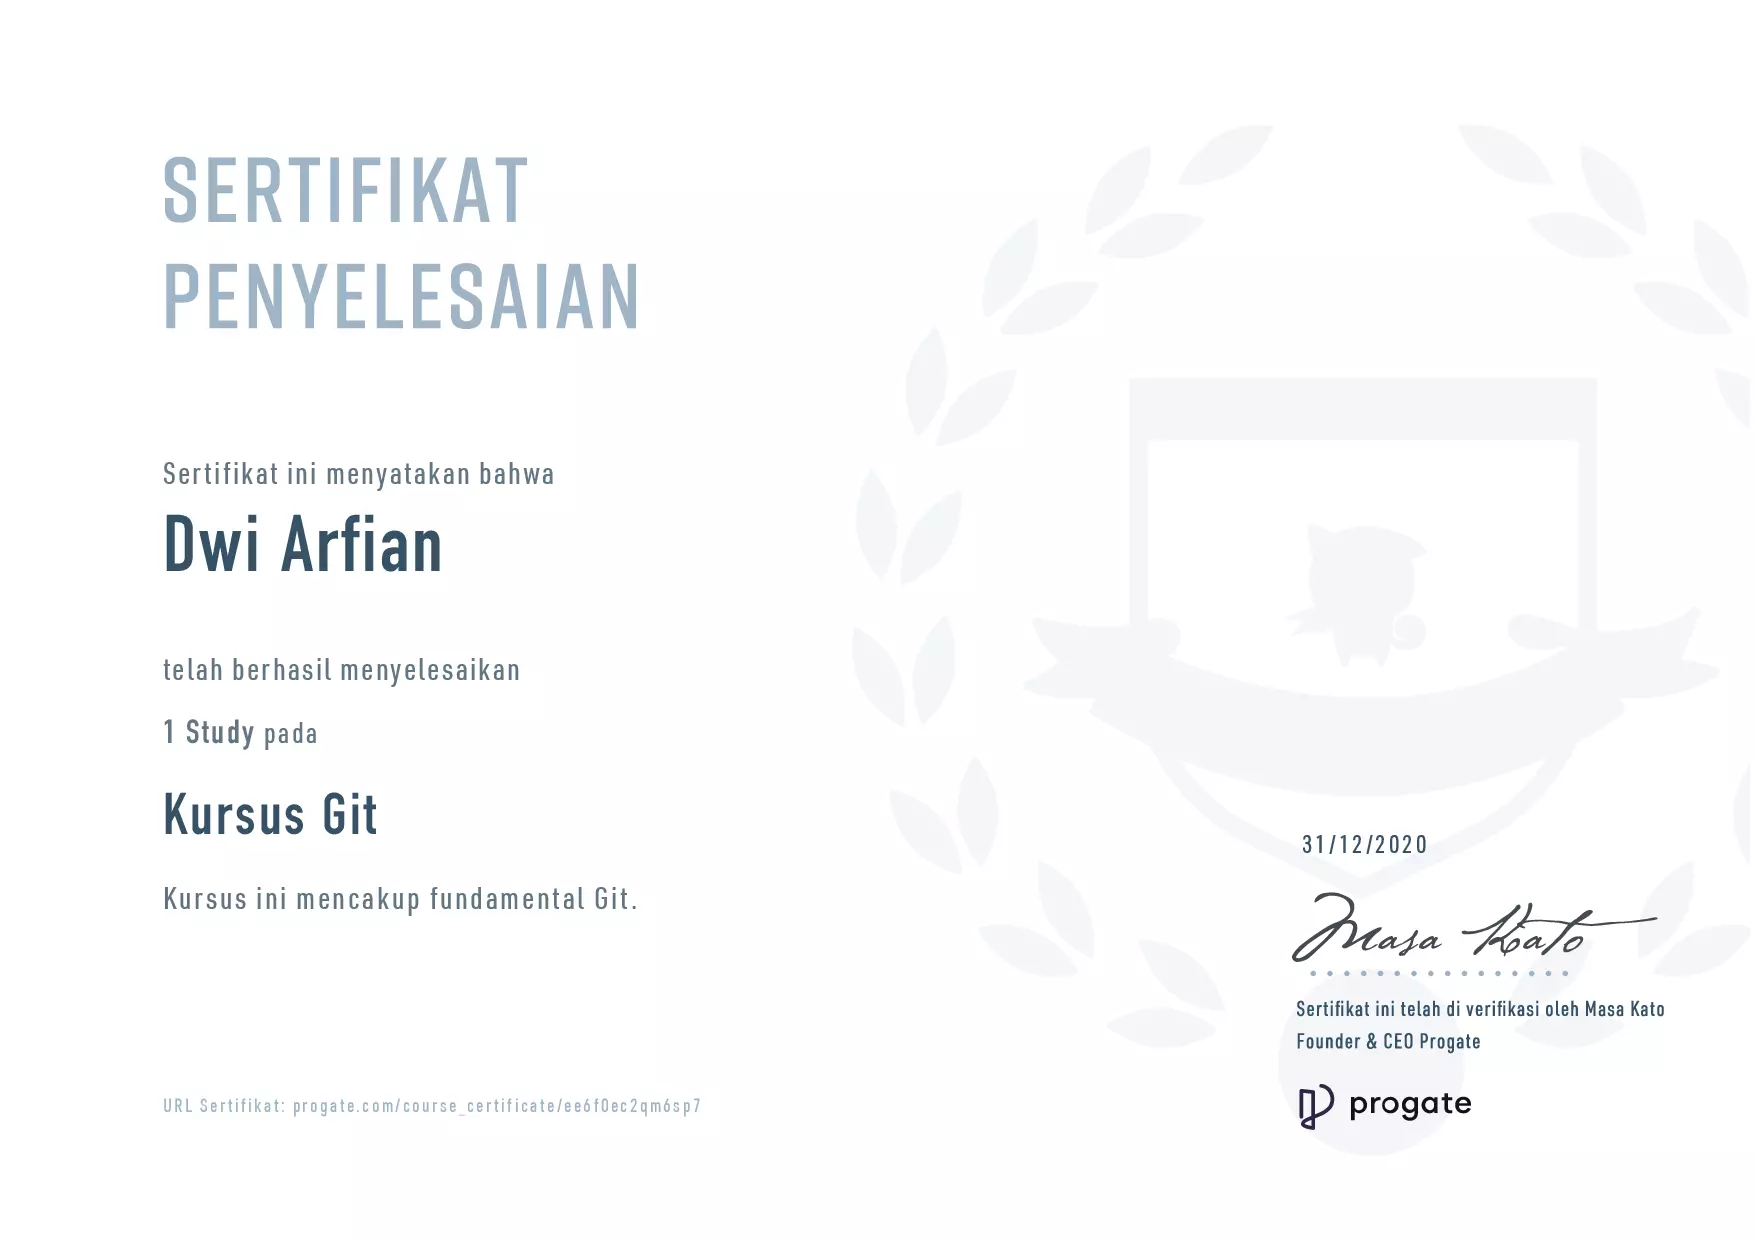 SERTIFIKAT
PENYELESAIAN
Sertifikat ini menyatakan bahwa
Dwi Arfian
telah berhasil menyelesaikan
1 Study pada
Kursus Git
Kursus ini mencakup fundamental Git.
31/12/2020
Masa Kato
Sertifikat ini telah di verifikasi oleh Masa Kato
Founder & CEO Progate
progate
URL Sertifikat: progate.com/course_certificate/ee6f0ec2qm6sp7